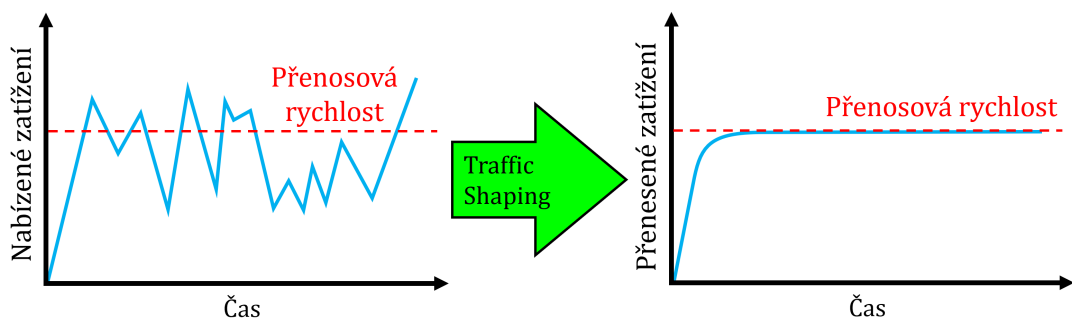 Nabízené zatížení
Přenosová
rychlost
Čas
Traffic
Shaping
Přenesené zatížení
Přenosová rychlost
Čas